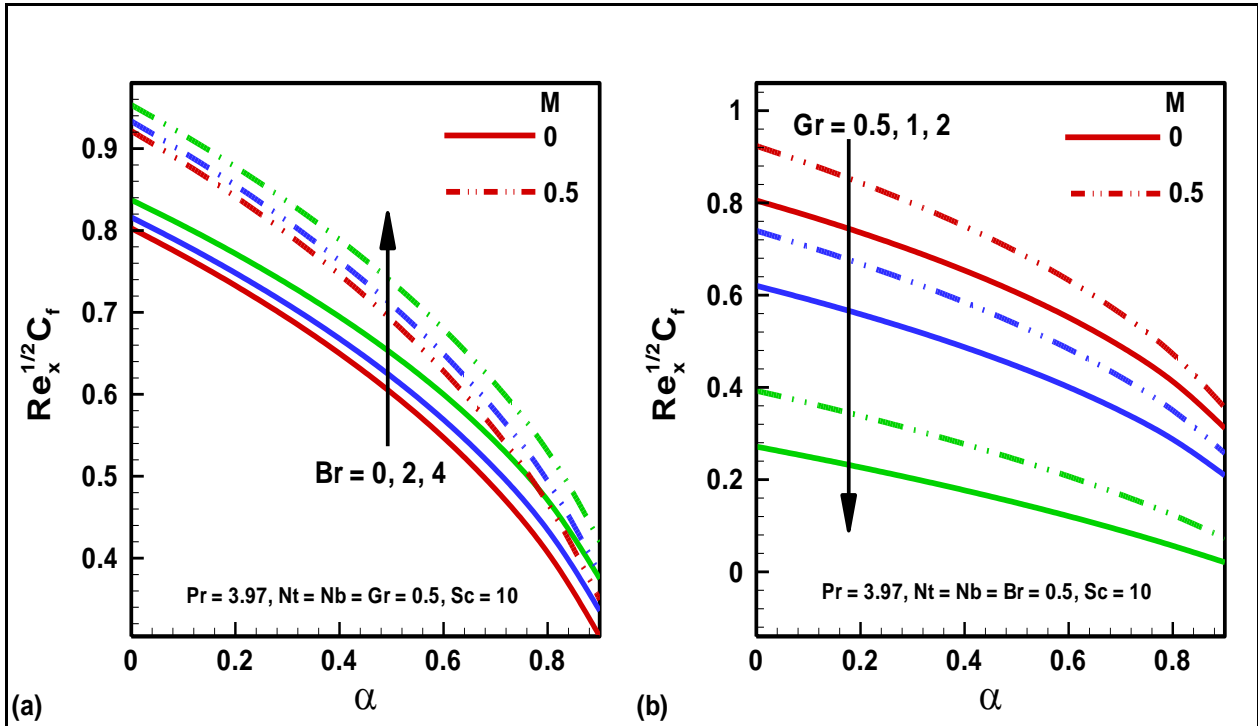 M
0
0.5
0.9
0.8
0.7
0.6
0.5
0.4
Re_x^{1/2}C_f
Br = 0, 2, 4
Pr = 3.97, Nt = Nb = Gr = 0.5, Sc = 10
0
0.2
0.4
0.6
0.8
α
(a)
M
Gr = 0.5, 1, 2
0
0.5
1
0.8
0.6
0.4
0.2
0
Re_x^{1/2}C_f
Pr = 3.97, Nt = Nb = Br = 0.5, Sc = 10
0
0.2
0.4
0.6
0.8
α
(b)